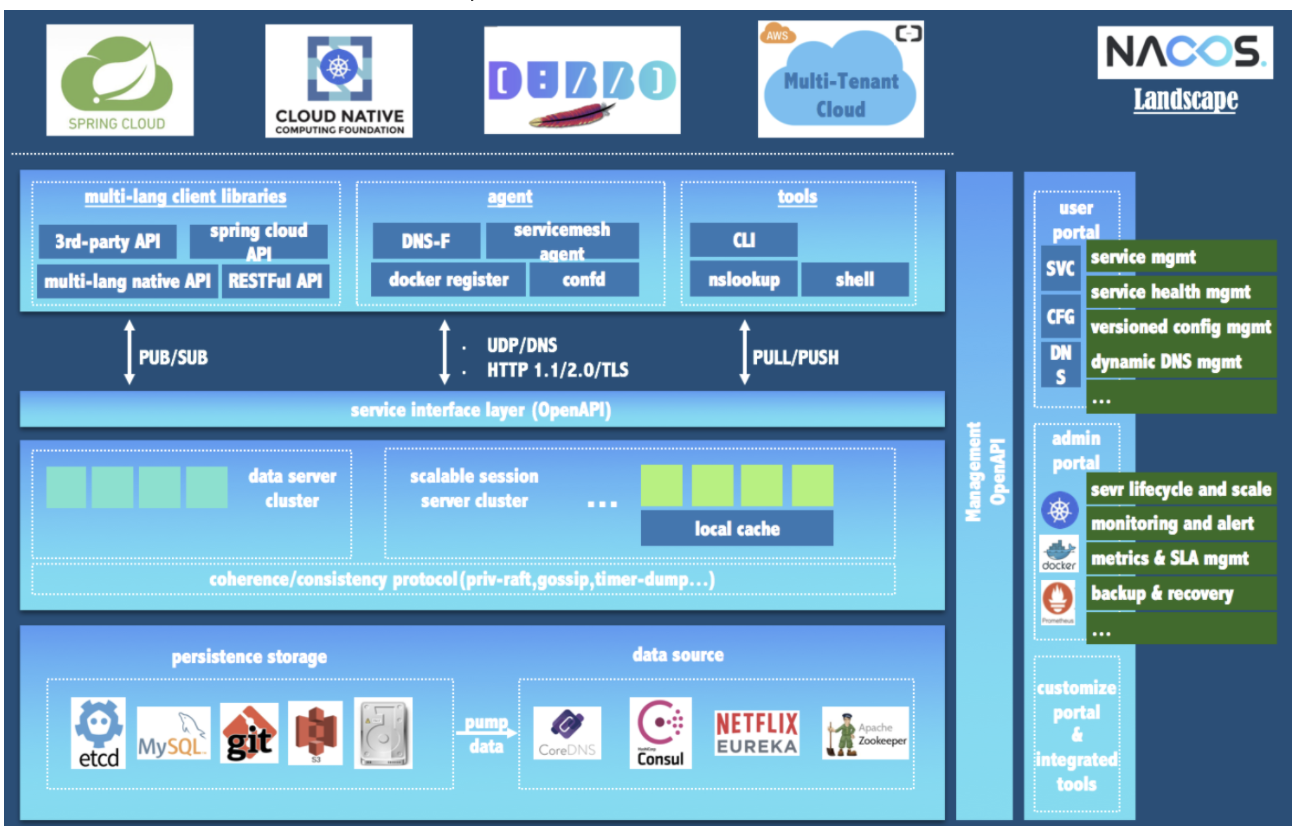 SPRING CLOUD
CLOUD NATIVE
COMPUTING FOUNDATION
DUBBO
AWS
Multi-Tenant
Cloud
NACOS.
Landscape
multi-lang client libraries
3rd-party API
spring cloud
API
multi-lang native API
RESTFul API
agent
DNS-F
servicemesh
agent
docker register
confd
tools
CLI
nslookup
shell
PUB/SUB
· UDP/DNS
· HTTP 1.1/2.0/TLS
PULL/PUSH
service interface layer (OpenAPI)
data server
cluster
scalable session
server cluster
...
local cache
coherence/consistency protocol(priv-raft,gossip,timer-dump...)
persistence storage
etcd
MySQL
git
S3
pump
data
data source
CoreDNS
HashiCorp
Consul
NETFLIX
EUREKA
Apache
Zookeeper
Management
OpenAPI
user
portal
SVC
CFG
DN
S
service mgmt
service health mgmt
versioned config mgmt
dynamic DNS mgmt
...
admin
portal
docker
Prometheus
sevr lifecycle and scale
monitoring and alert
metrics & SLA mgmt
backup & recovery
...
customize
portal
&
integrated
tools